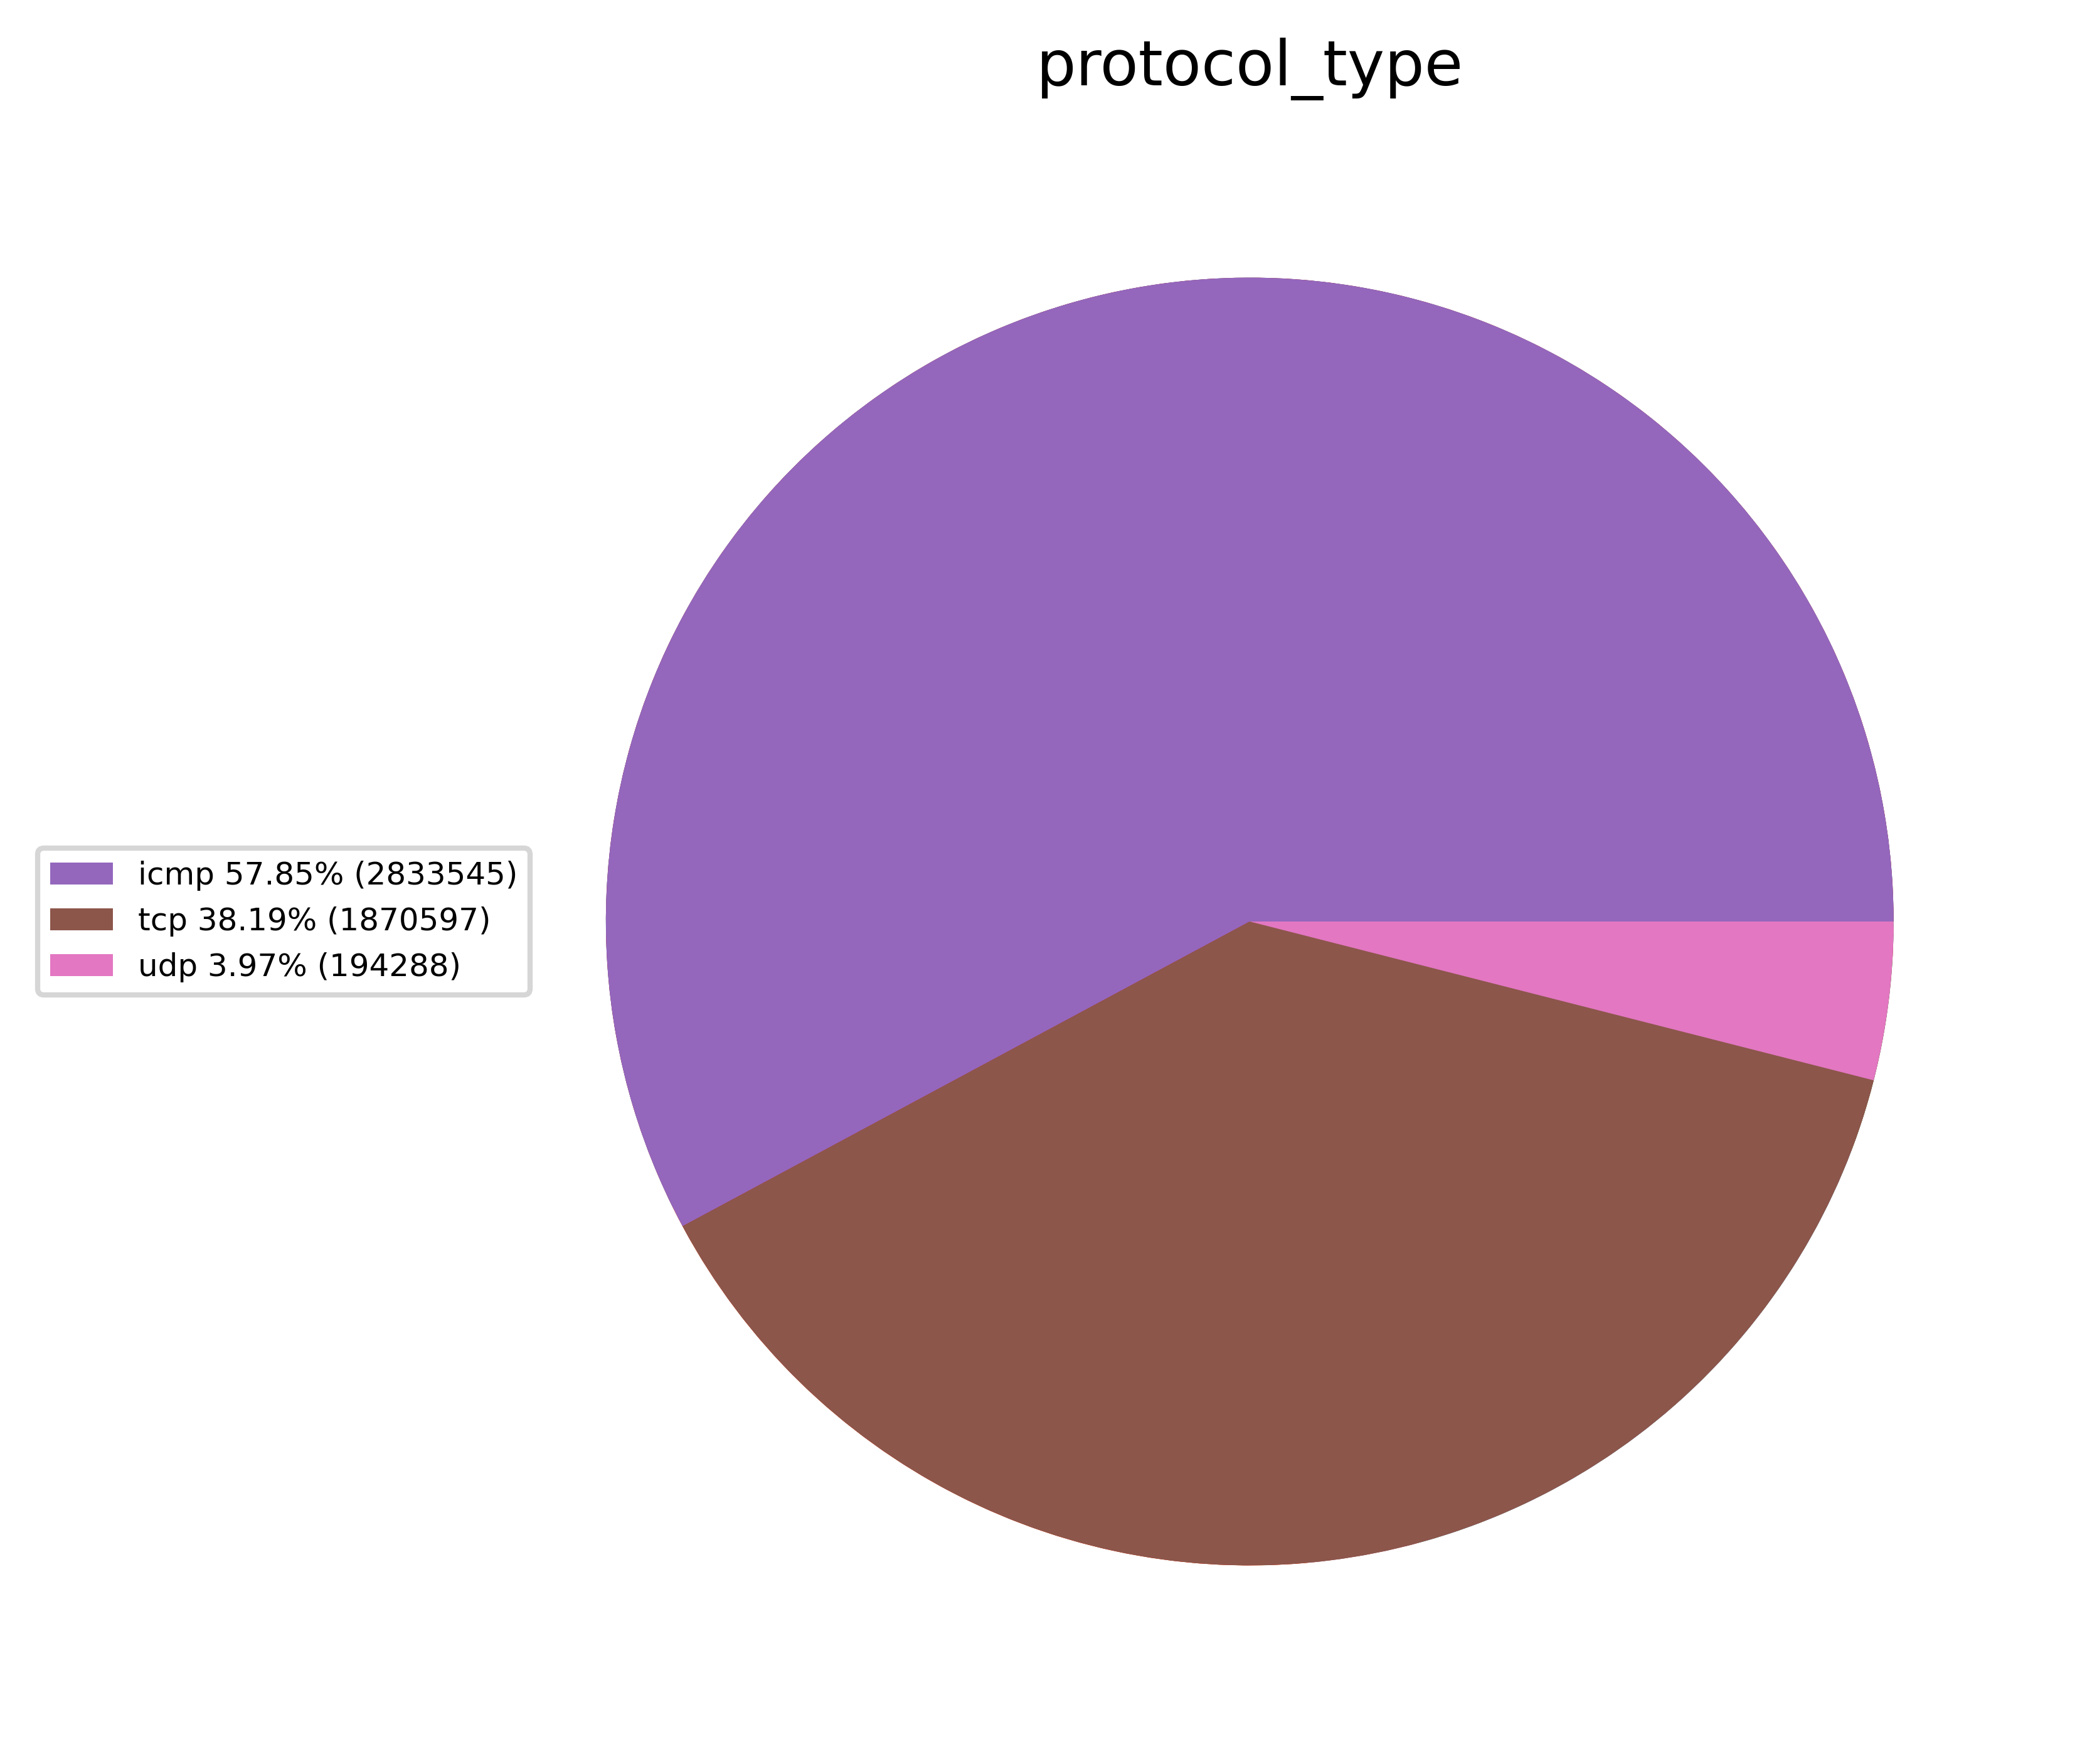 protocol_type
icmp 57.85% (2833545)
tcp 38.19% (1870597)
udp 3.97% (194288)